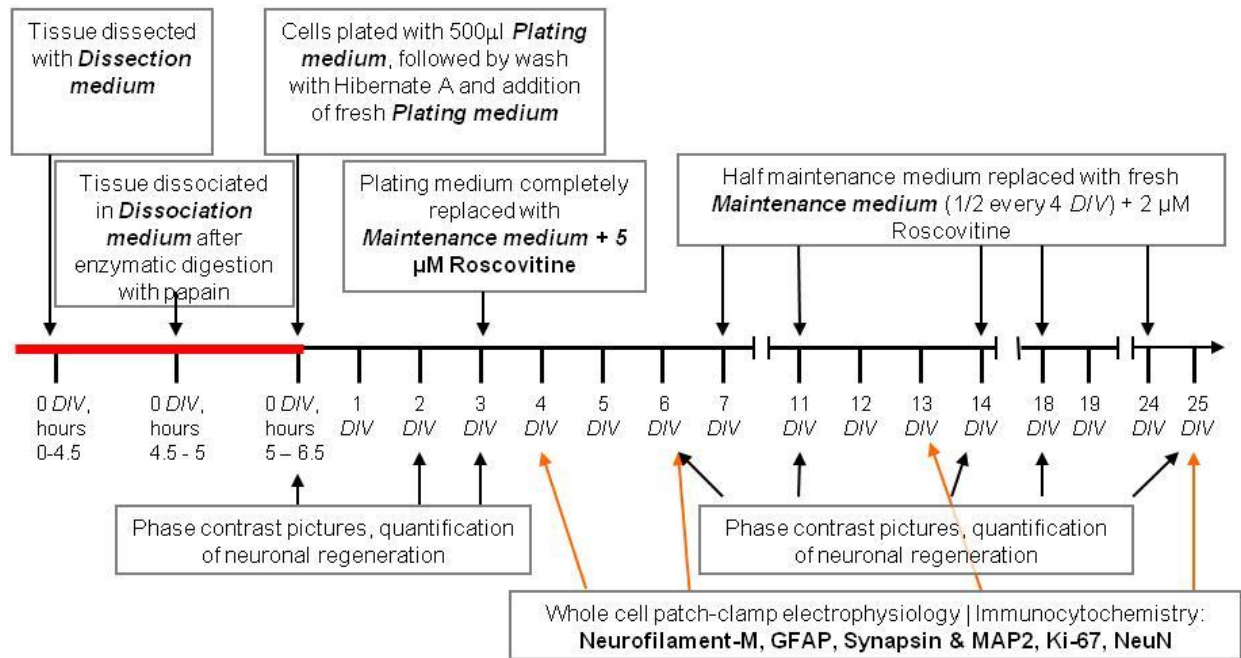 Tissue dissected
with Dissection
medium
Cells plated with 500µl Plating
medium, followed by wash
with Hibernate A and addition
of fresh Plating medium
Tissue dissociated
in Dissociation
medium after
enzymatic digestion
with papain
Plating medium completely
replaced with
Maintenance medium + 5
µM Roscovitine
Half maintenance medium replaced with fresh
Maintenance medium (1/2 every 4 DIV) + 2 µM
Roscovitine
0 DIV,
hours
0-4.5
0 DIV,
hours
4.5 - 5
0 DIV,
hours
5 – 6.5
1
DIV
2
DIV
3
DIV
4
DIV
5
DIV
6
DIV
7
DIV
11
DIV
12
DIV
13
DIV
14
DIV
18
DIV
19
DIV
24
DIV
25
DIV
Phase contrast pictures, quantification
of neuronal regeneration
Phase contrast pictures, quantification
of neuronal regeneration
Whole cell patch-clamp electrophysiology | Immunocytochemistry:
Neurofilament-M, GFAP, Synapsin & MAP2, Ki-67, NeuN